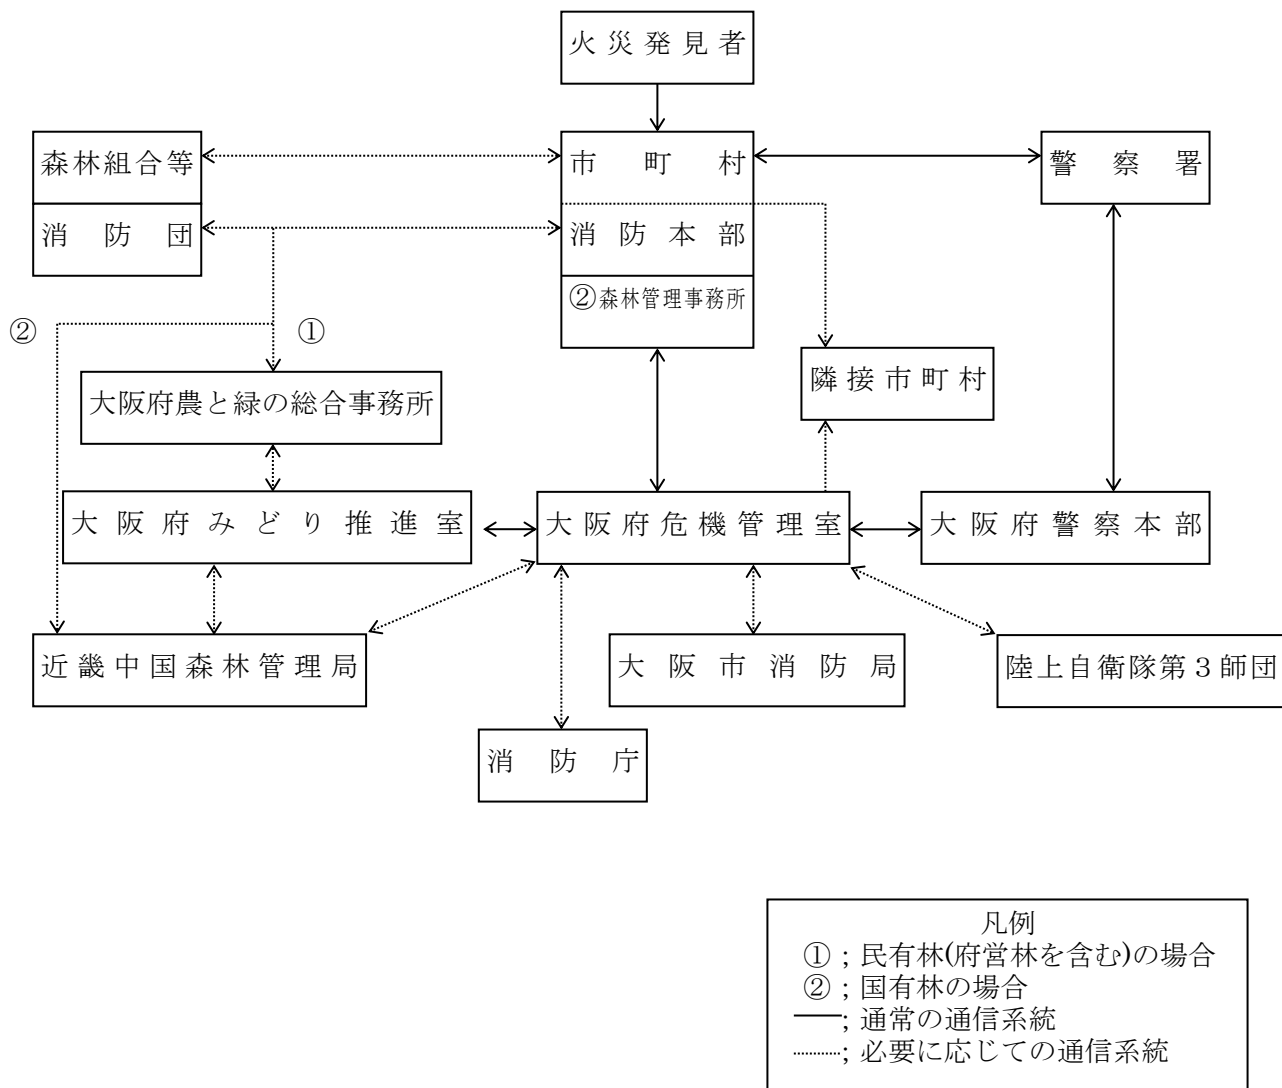 火災発見者
森林組合等
市町村
警察署
消防団
消防本部
②森林管理事務所
②
①
隣接市町村
大阪府農と緑の総合事務所
大阪府みどり推進室
大阪府危機管理室
大阪府警察本部
近畿中国森林管理局
大阪市消防局
陸上自衛隊第３師団
消防庁
凡例
①；民有林(府営林を含む)の場合
②；国有林の場合
；通常の通信系統
；必要に応じての通信系統